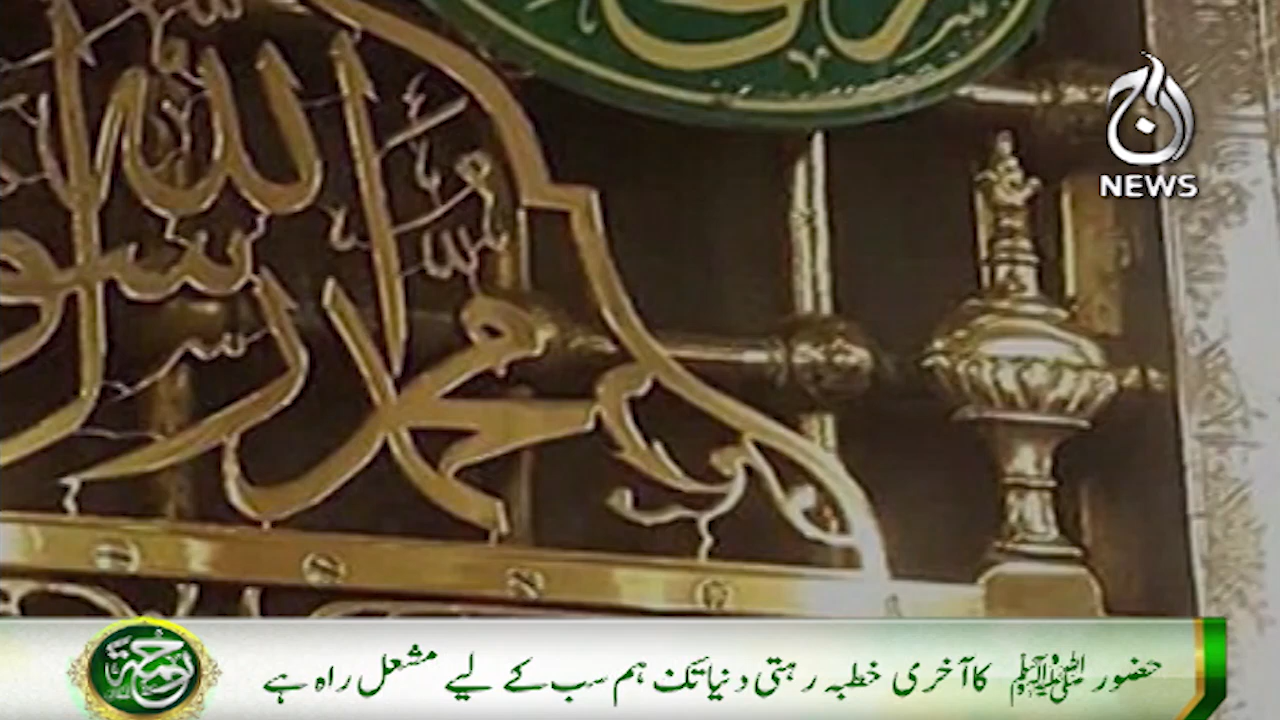 آج
NEWS
الله
محمد رسول
حضور ﷺ کا آخری خطبہ رہتی دنیا تک ہم سب کے لیے مشعل راہ ہے